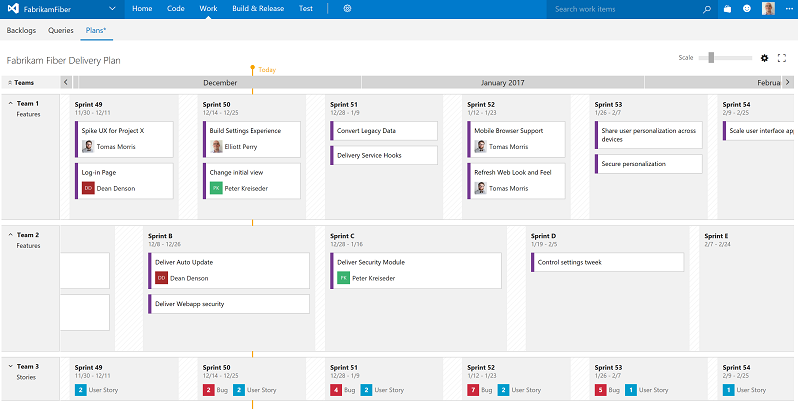 FabrikamFiber Home Code Work Build & Release Test Search work items
Backlogs Queries Plans*
Fabrikam Fiber Delivery Plan Scale
Today
Teams December January 2017 Februa
Team 1
Features
Sprint 49 Sprint 50 Sprint 51 Sprint 52 Sprint 53 Sprint 54
11/30 - 12/11 12/14 - 12/25 12/28 - 1/9 1/12 - 1/23 1/26 - 2/7 2/9 - 2/25
Spike UX for Project X Build Settings Experience Convert Legacy Data Mobile Browser Support Share user personalization across devices Scale user interface app
Tomas Morris Elliott Perry Delivery Service Hooks Tomas Morris Secure personalization
Log-in Page Change initial view Refresh Web Look and Feel
DD Dean Denson PK Peter Kreiseder Tomas Morris
Team 2
Features
Sprint B Sprint C Sprint D Sprint E
12/8 - 12/26 12/28 - 1/16 1/19 - 2/5 2/7 - 2/24
Deliver Auto Update Deliver Security Module Control settings tweek
DD Dean Denson PK Peter Kreiseder
Deliver Webapp security
Team 3
Stories
Sprint 49 Sprint 50 Sprint 51 Sprint 52 Sprint 53 Sprint 54
11/30 - 12/11 12/14 - 12/25 12/28 - 1/9 1/12 - 1/23 1/26 - 2/7 2/9 - 2/25
2 User Story 2 Bug 2 User Story 4 Bug 2 User Story 7 Bug 2 User Story 5 Bug 1 User Story 1 User Story